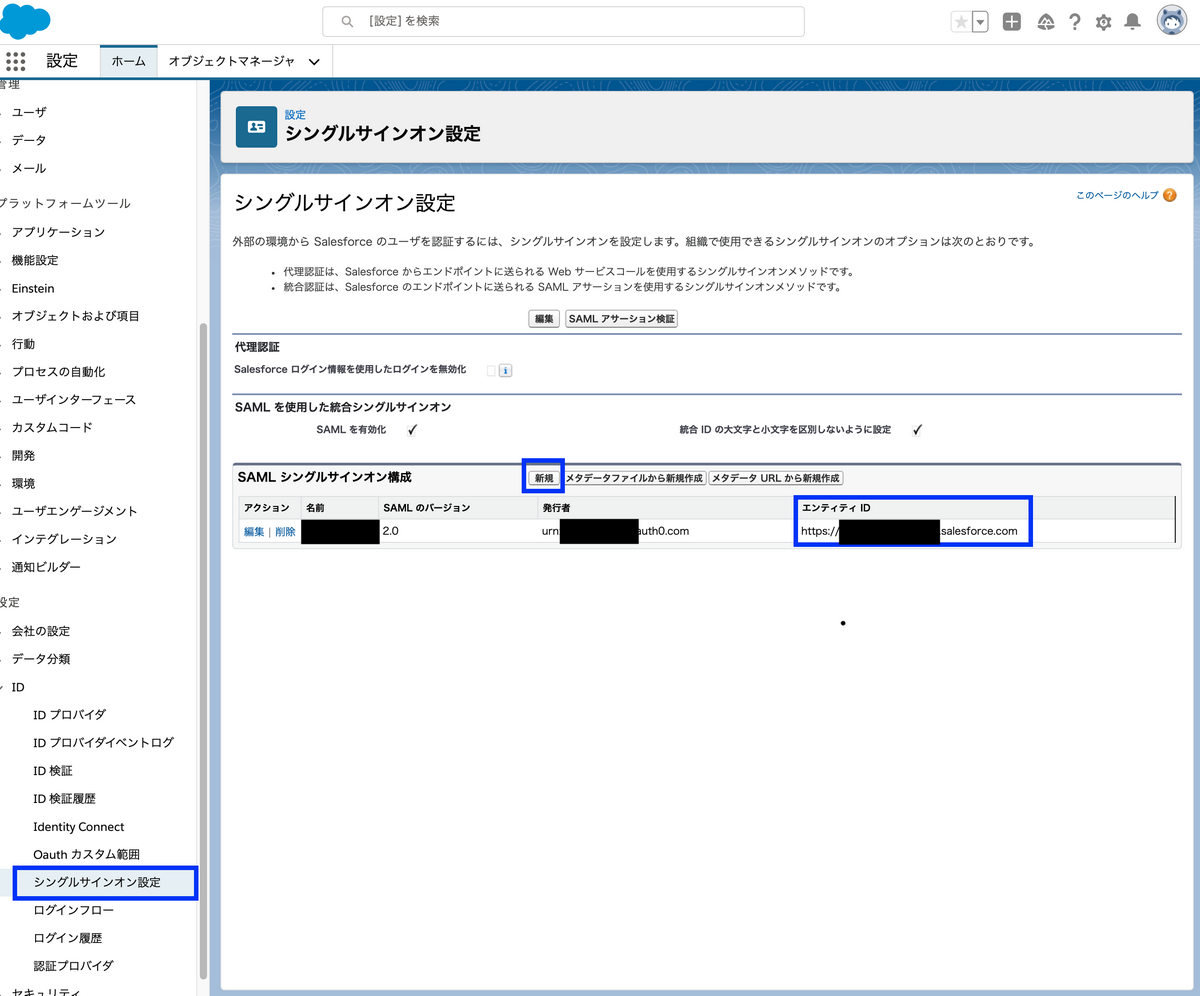 [設定] を検索
設定
ホーム
オブジェクトマネージャ
管理
ユーザ
データ
メール
プラットフォームツール
アプリケーション
機能設定
Einstein
オブジェクトおよび項目
行動
プロセスの自動化
ユーザインターフェース
カスタムコード
開発
環境
ユーザエンゲージメント
インテグレーション
通知ビルダー
設定
会社の設定
データ分類
ID
ID プロバイダ
ID プロバイダイベントログ
ID 検証
ID 検証履歴
Identity Connect
Oauth カスタム範囲
シングルサインオン設定
ログインフロー
ログイン履歴
認証プロバイダ
セキュリティ
設定
シングルサインオン設定
シングルサインオン設定
このページのヘルプ
外部の環境から Salesforce のユーザを認証するには、シングルサインオンを設定します。組織で使用できるシングルサインオンのオプションは次のとおりです。
• 代理認証は、Salesforce からエンドポイントに送られる Web サービスコールを使用するシングルサインオンメソッドです。
• 統合認証は、Salesforce のエンドポイントに送られる SAML アサーションを使用するシングルサインオンメソッドです。
編集 SAML アサーション検証
代理認証
Salesforce ログイン情報を使用したログインを無効化
SAML を使用した統合シングルサインオン
SAML を有効化 ✓ 統合 ID の大文字と小文字を区別しないように設定 ✓
SAML シングルサインオン構成 新規 メタデータファイルから新規作成 メタデータ URL から新規作成
アクション 名前 SAML のバージョン 発行者 エンティティ ID
編集 | 削除 2.0 urn auth0.com https:// .salesforce.com